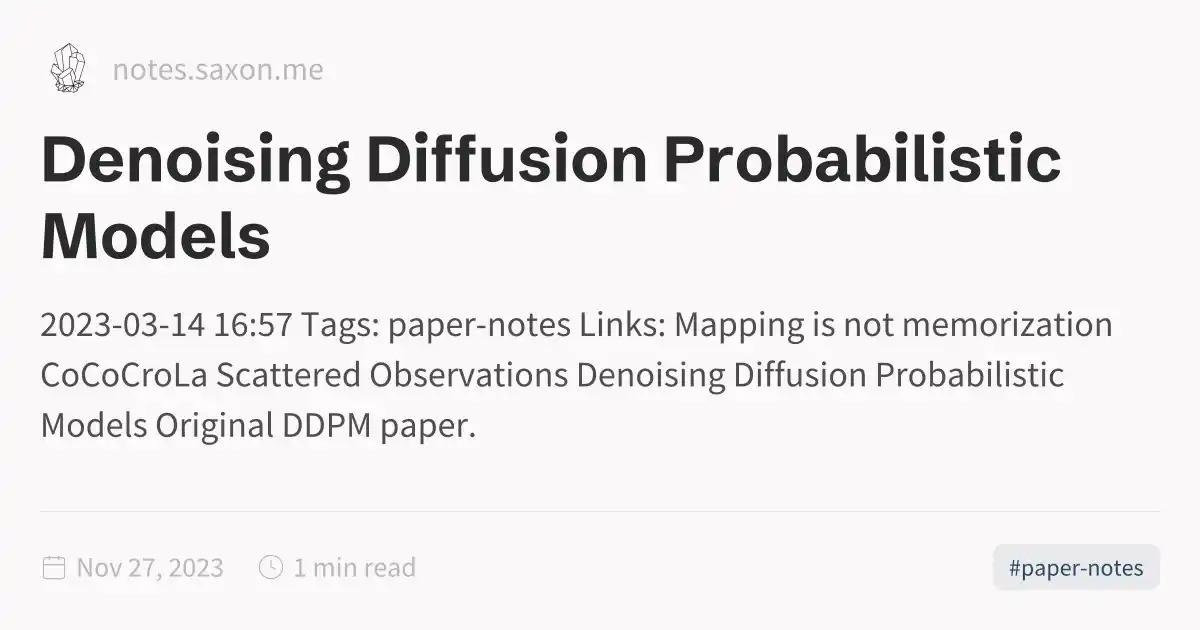 notes.saxon.me
Denoising Diffusion Probabilistic
Models
2023-03-14 16:57 Tags: paper-notes Links: Mapping is not memorization
CoCoCroLa Scattered Observations Denoising Diffusion Probabilistic
Models Original DDPM paper.
Nov 27, 2023 1 min read
#paper-notes